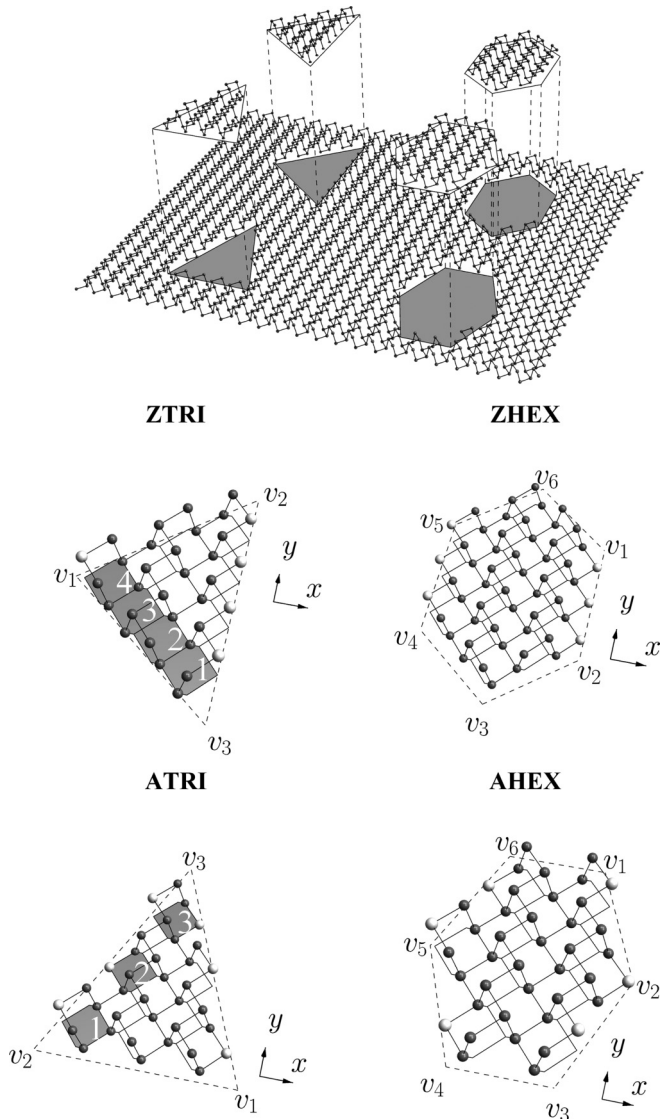 ZTRI ZHEX
v6
v2 v5
y v1
v1 4 x y
3 v4
2 x
1 v2
v3 v3
ATRI AHEX
v3 v6 v1
3 v5
2
y v2
1
x y
v2 x
v1 v4 v3